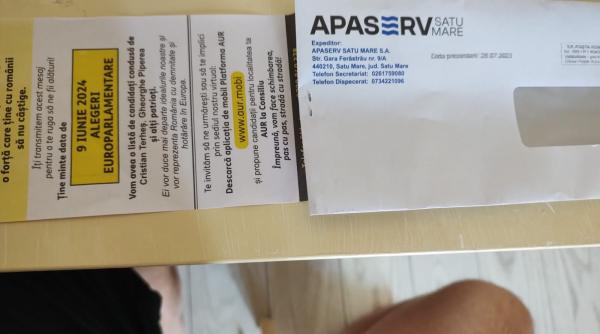 o forță care ține cu românii
să nu câștige.
Îți transmitem acest mesaj
pentru a te ruga să ne fii alături!
Ține minte data de
9 IUNIE 2024
ALEGERI
EUROPARLAMENTARE
Vom avea o listă de candidați condusă de
Cristian Terheș, Gheorghe Piperea
și alți patrioți.
Ei vor duce mai departe idealurile noastre și
vor reprezenta România cu demnitate și
hotărâre în Europa.
Te invităm să ne urmărești sau să te implici
prin sediul nostru virtual:
Descarcă aplicația de mobil Platforma AUR
www.aur.mobi
și propune candidați pentru localitatea ta
AUR la Consiliu
Împreună, vom face schimbarea,
pas cu pas, stradă cu stradă!
APASERV SATU
MARE
Expeditor:
APASERV SATU MARE S.A.
Str. Gara Ferăstrău nr. 9/A
440210, Satu Mare, jud. Satu Mare
Telefon Secretariat: 0261759080
Telefon Dispecerat: 0734221096
Data prezentării: 28.07.2023